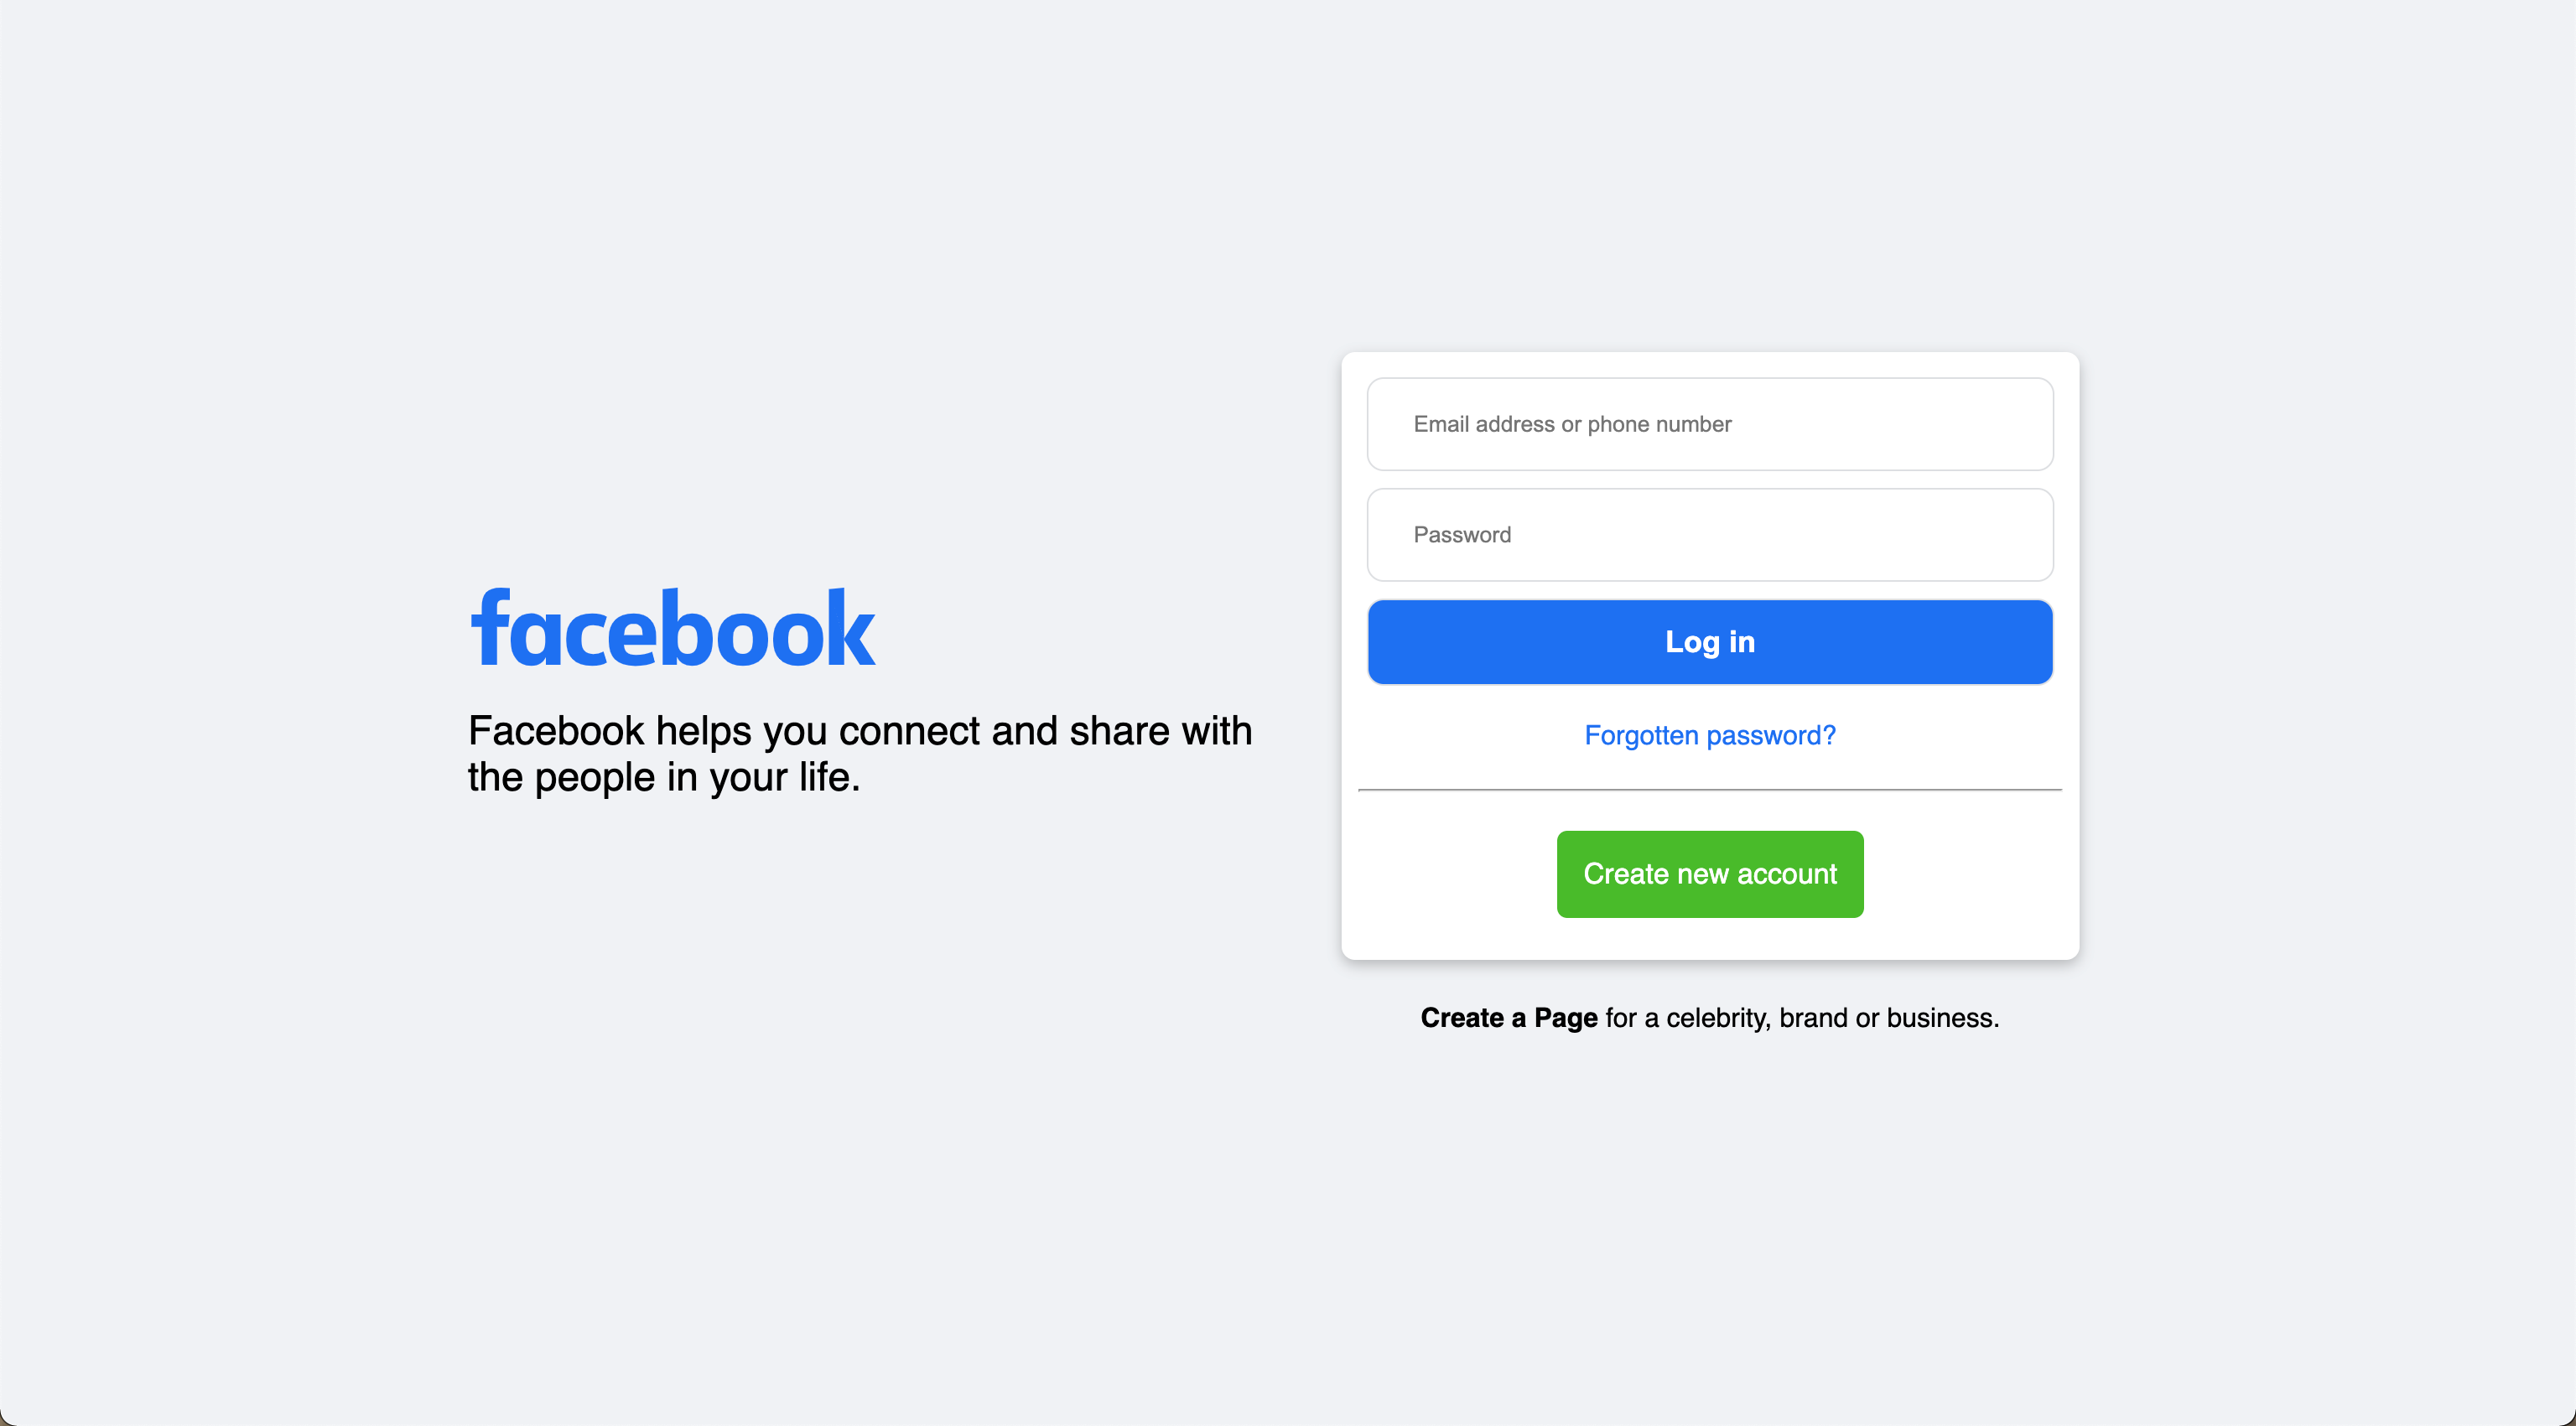 facebook
Facebook helps you connect and share with
the people in your life.
Email address or phone number
Password
Log in
Forgotten password?
Create new account
Create a Page for a celebrity, brand or business.